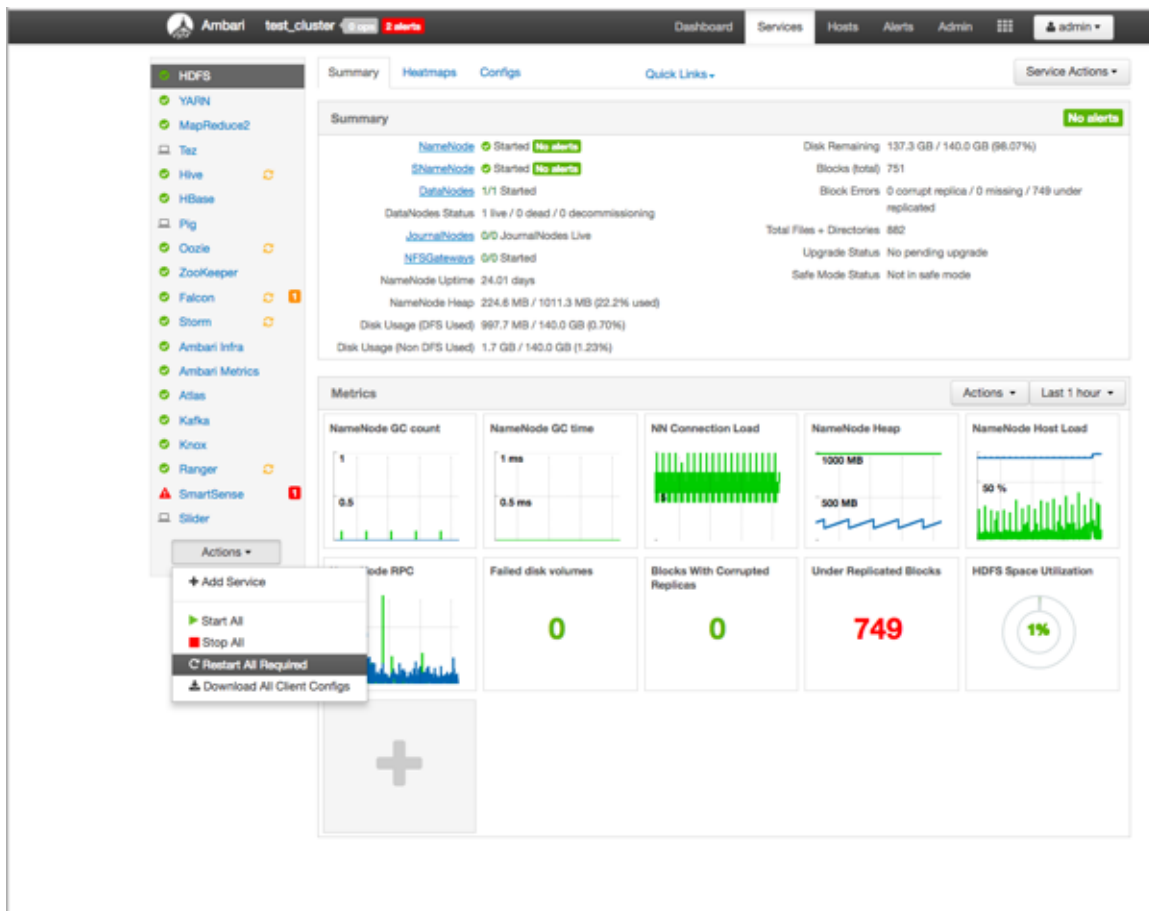 Ambari test_cluster 0 ops 2 alerts Dashboard Services Hosts Alerts Admin admin
HDFS
YARN
MapReduce2
Tez
Hive
HBase
Pig
Oozie
ZooKeeper
Falcon 1
Storm
Ambari Infra
Ambari Metrics
Atlas
Kafka
Knox
Ranger
SmartSense 1
Slider
Actions
+ Add Service
Start All
Stop All
Restart All Required
Download All Client Configs
Summary Heatmaps Configs Quick Links Service Actions
Summary No alerts
NameNode Started No alerts
SNameNode Started No alerts
DataNodes 1/1 Started
DataNodes Status 1 live / 0 dead / 0 decommissioning
JournalNodes 0/0 JournalNodes Live
NFSGateways 0/0 Started
NameNode Uptime 24.01 days
NameNode Heap 224.6 MB / 1011.3 MB (22.2% used)
Disk Usage (DFS Used) 997.7 MB / 140.0 GB (0.70%)
Disk Usage (Non DFS Used) 1.7 GB / 140.0 GB (1.23%)
Disk Remaining 137.3 GB / 140.0 GB (98.07%)
Blocks (total) 751
Block Errors 0 corrupt replica / 0 missing / 749 under
replicated
Total Files + Directories 882
Upgrade Status No pending upgrade
Safe Mode Status Not in safe mode
Metrics Actions Last 1 hour
NameNode GC count
1
0.5
NameNode GC time
1 ms
0.5 ms
NN Connection Load
5
NameNode Heap
1000 MB
500 MB
NameNode Host Load
50 %
ode RPC
Failed disk volumes
0
Blocks With Corrupted
Replicas
0
Under Replicated Blocks
749
HDFS Space Utilization
1%